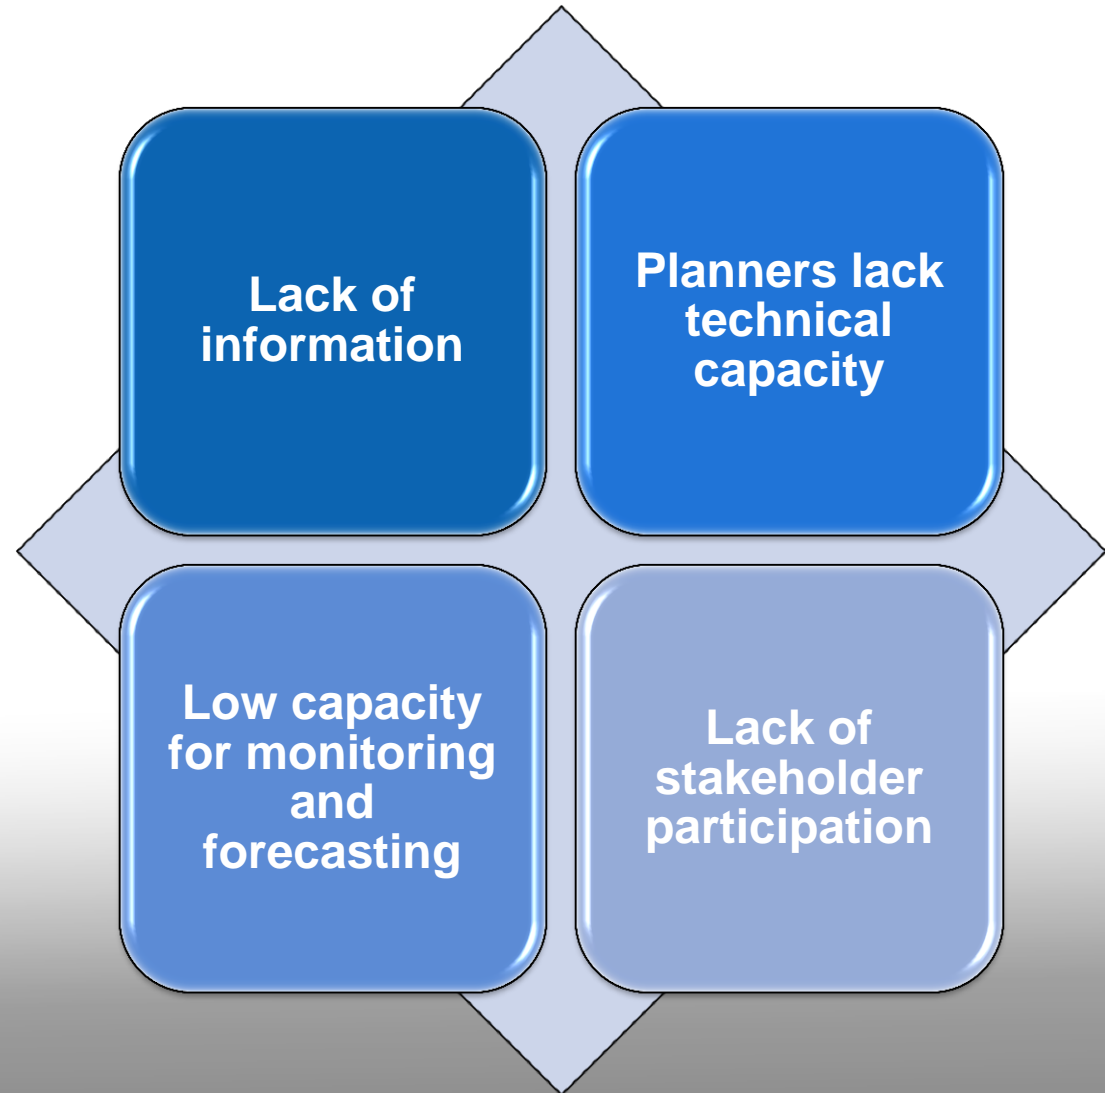 Lack of
information
Planners lack
technical
capacity
Low capacity
for monitoring
and
forecasting
Lack of
stakeholder
participation